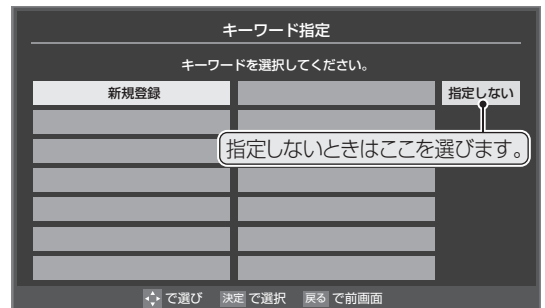 キーワード指定
キーワードを選択してください。
新規登録
指定しない
指定しないときはここを選びます。
で選び 決定 で選択 戻る で前画面